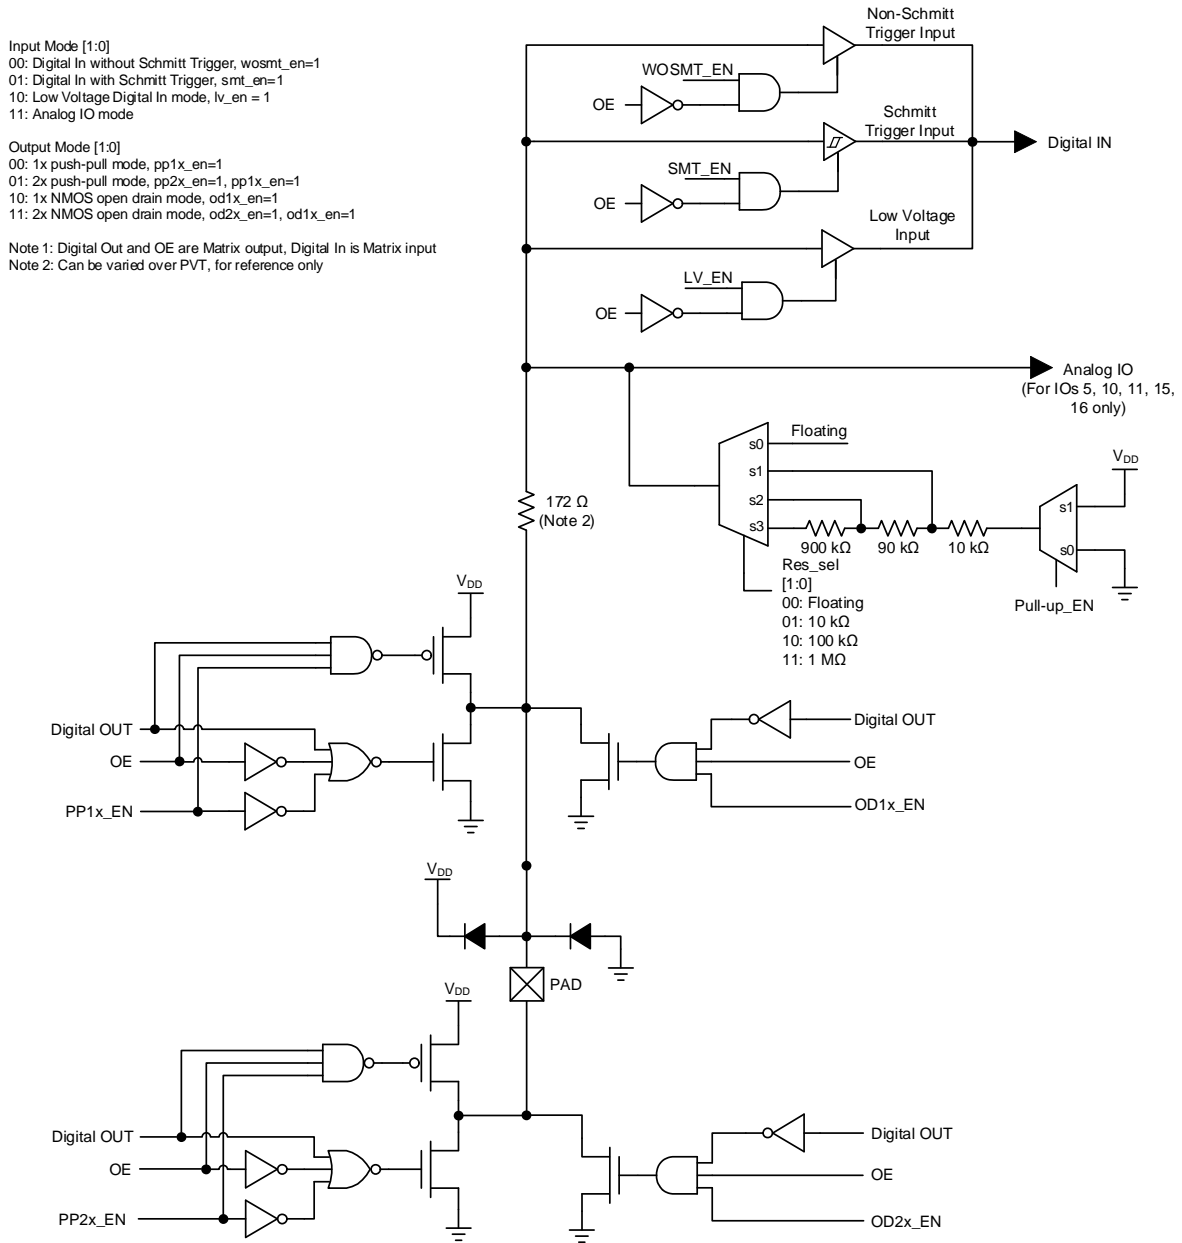 Input Mode [1:0]
00: Digital In without Schmitt Trigger, wosmt_en=1
01: Digital In with Schmitt Trigger, smt_en=1
10: Low Voltage Digital In mode, lv_en = 1
11: Analog IO mode
Output Mode [1:0]
00: 1x push-pull mode, pp1x_en=1
01: 2x push-pull mode, pp2x_en=1, pp1x_en=1
10: 1x NMOS open drain mode, od1x_en=1
11: 2x NMOS open drain mode, od2x_en=1, od1x_en=1
Note 1: Digital Out and OE are Matrix output, Digital In is Matrix input
Note 2: Can be varied over PVT, for reference only
Non-Schmitt
Trigger Input
WOSMT_EN
OE
Schmitt
Trigger Input
Digital IN
SMT_EN
OE
Low Voltage
Input
LV_EN
OE
Analog IO
(For IOs 5, 10, 11, 15,
16 only)
Floating
s0
s1
s2
s3
900 kΩ
90 kΩ
10 kΩ
VDD
s1
s0
Pull-up_EN
Res_sel
[1:0]
00: Floating
01: 10 kΩ
10: 100 kΩ
11: 1 MΩ
172 Ω
(Note 2)
VDD
Digital OUT
OE
PP1x_EN
Digital OUT
OE
OD1x_EN
VDD
PAD
VDD
Digital OUT
OE
PP2x_EN
Digital OUT
OE
OD2x_EN